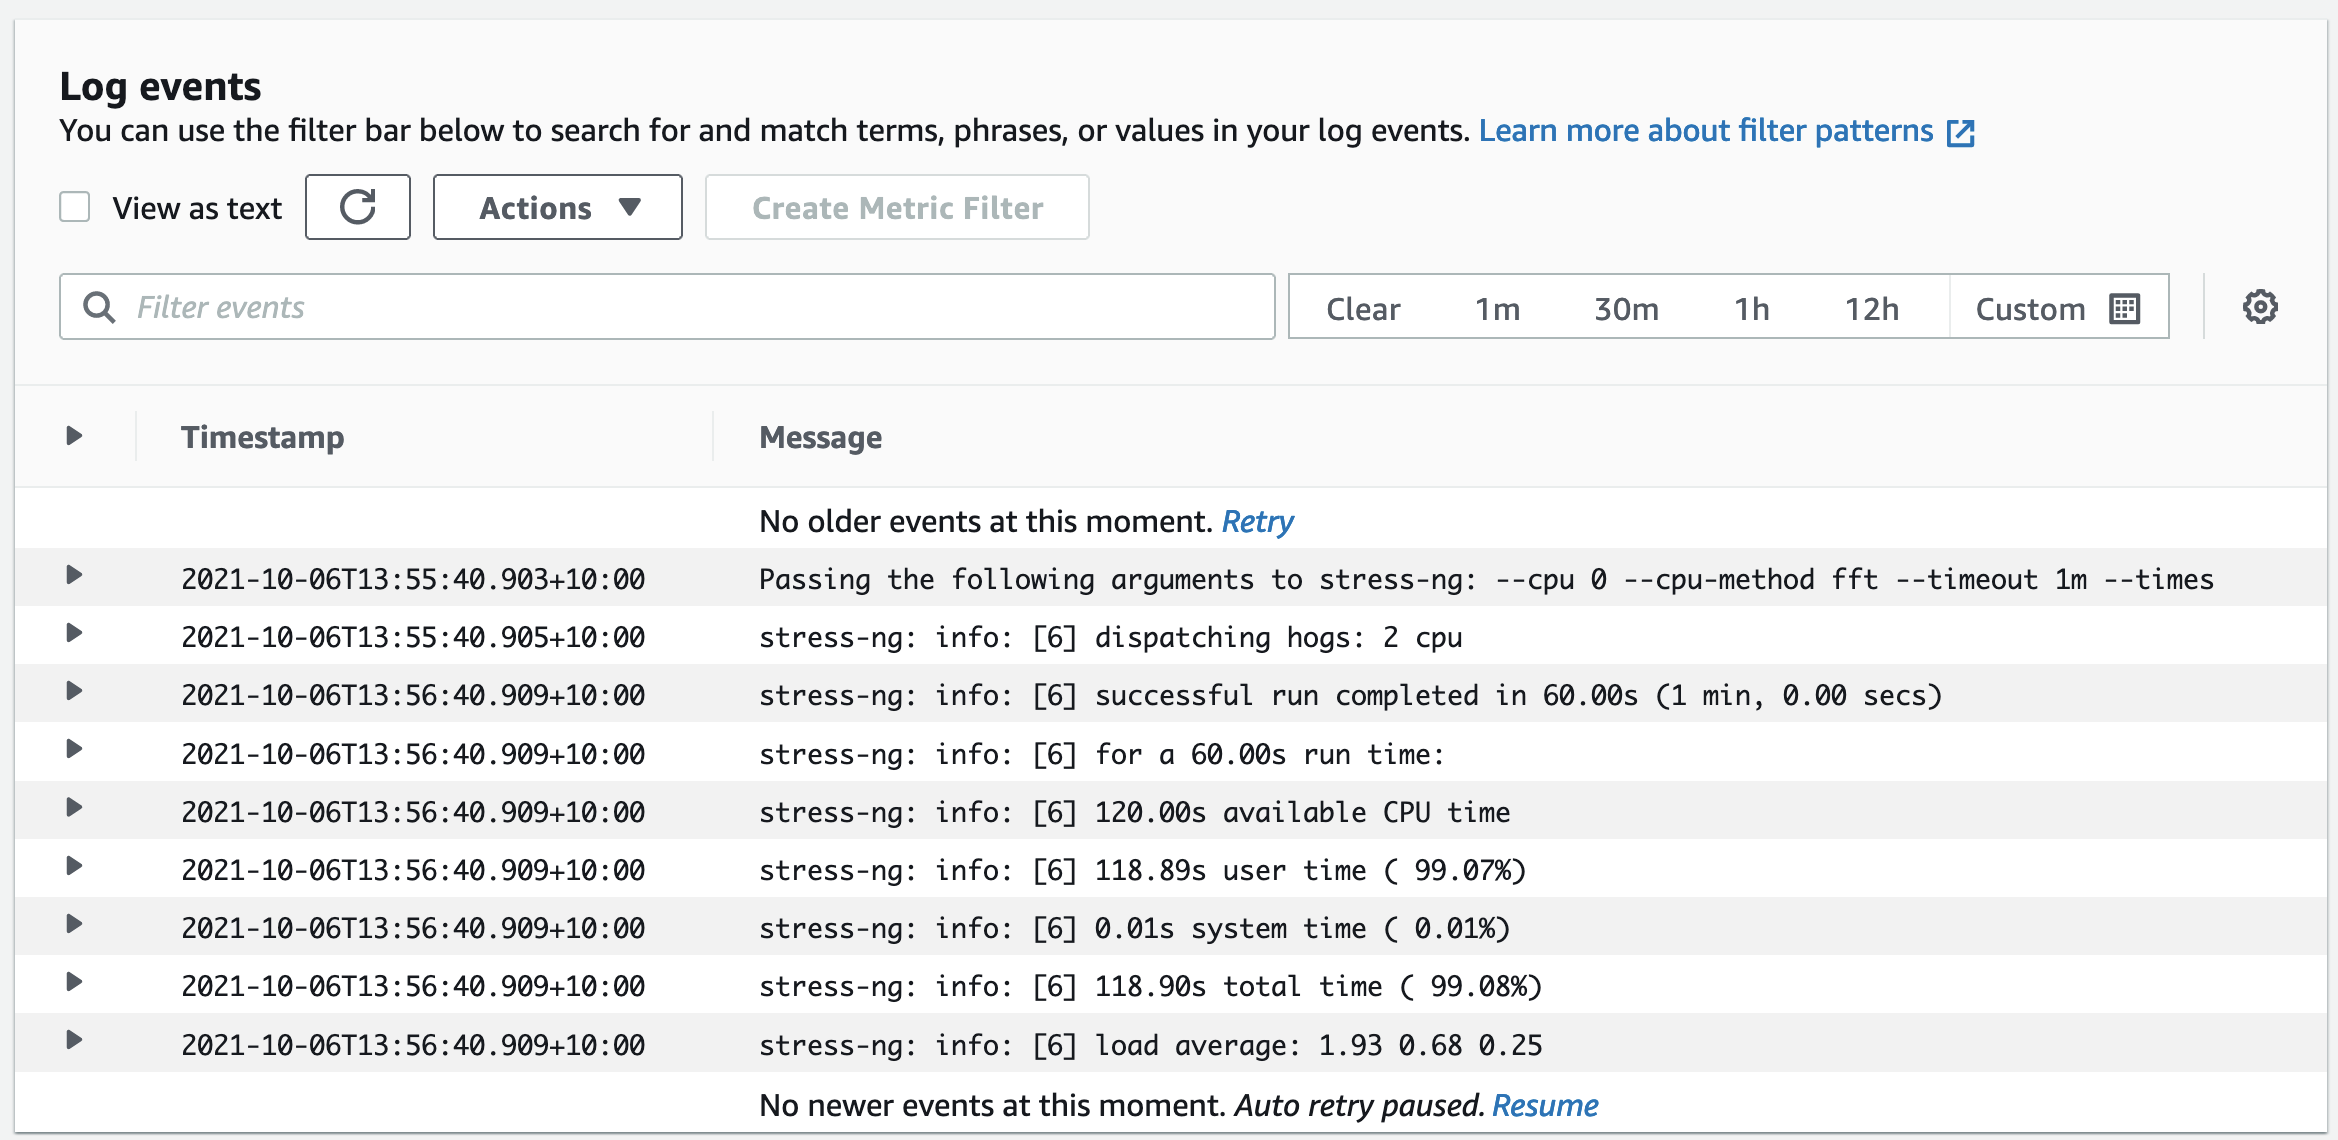 Log events
You can use the filter bar below to search for and match terms, phrases, or values in your log events. Learn more about filter patterns
View as text Actions Create Metric Filter
Filter events Clear 1m 30m 1h 12h Custom
Timestamp Message
No older events at this moment. Retry
2021-10-06T13:55:40.903+10:00 Passing the following arguments to stress-ng: --cpu 0 --cpu-method fft --timeout 1m --times
2021-10-06T13:55:40.905+10:00 stress-ng: info: [6] dispatching hogs: 2 cpu
2021-10-06T13:56:40.909+10:00 stress-ng: info: [6] successful run completed in 60.00s (1 min, 0.00 secs)
2021-10-06T13:56:40.909+10:00 stress-ng: info: [6] for a 60.00s run time:
2021-10-06T13:56:40.909+10:00 stress-ng: info: [6] 120.00s available CPU time
2021-10-06T13:56:40.909+10:00 stress-ng: info: [6] 118.89s user time ( 99.07%)
2021-10-06T13:56:40.909+10:00 stress-ng: info: [6] 0.01s system time ( 0.01%)
2021-10-06T13:56:40.909+10:00 stress-ng: info: [6] 118.90s total time ( 99.08%)
2021-10-06T13:56:40.909+10:00 stress-ng: info: [6] load average: 1.93 0.68 0.25
No newer events at this moment. Auto retry paused. Resume